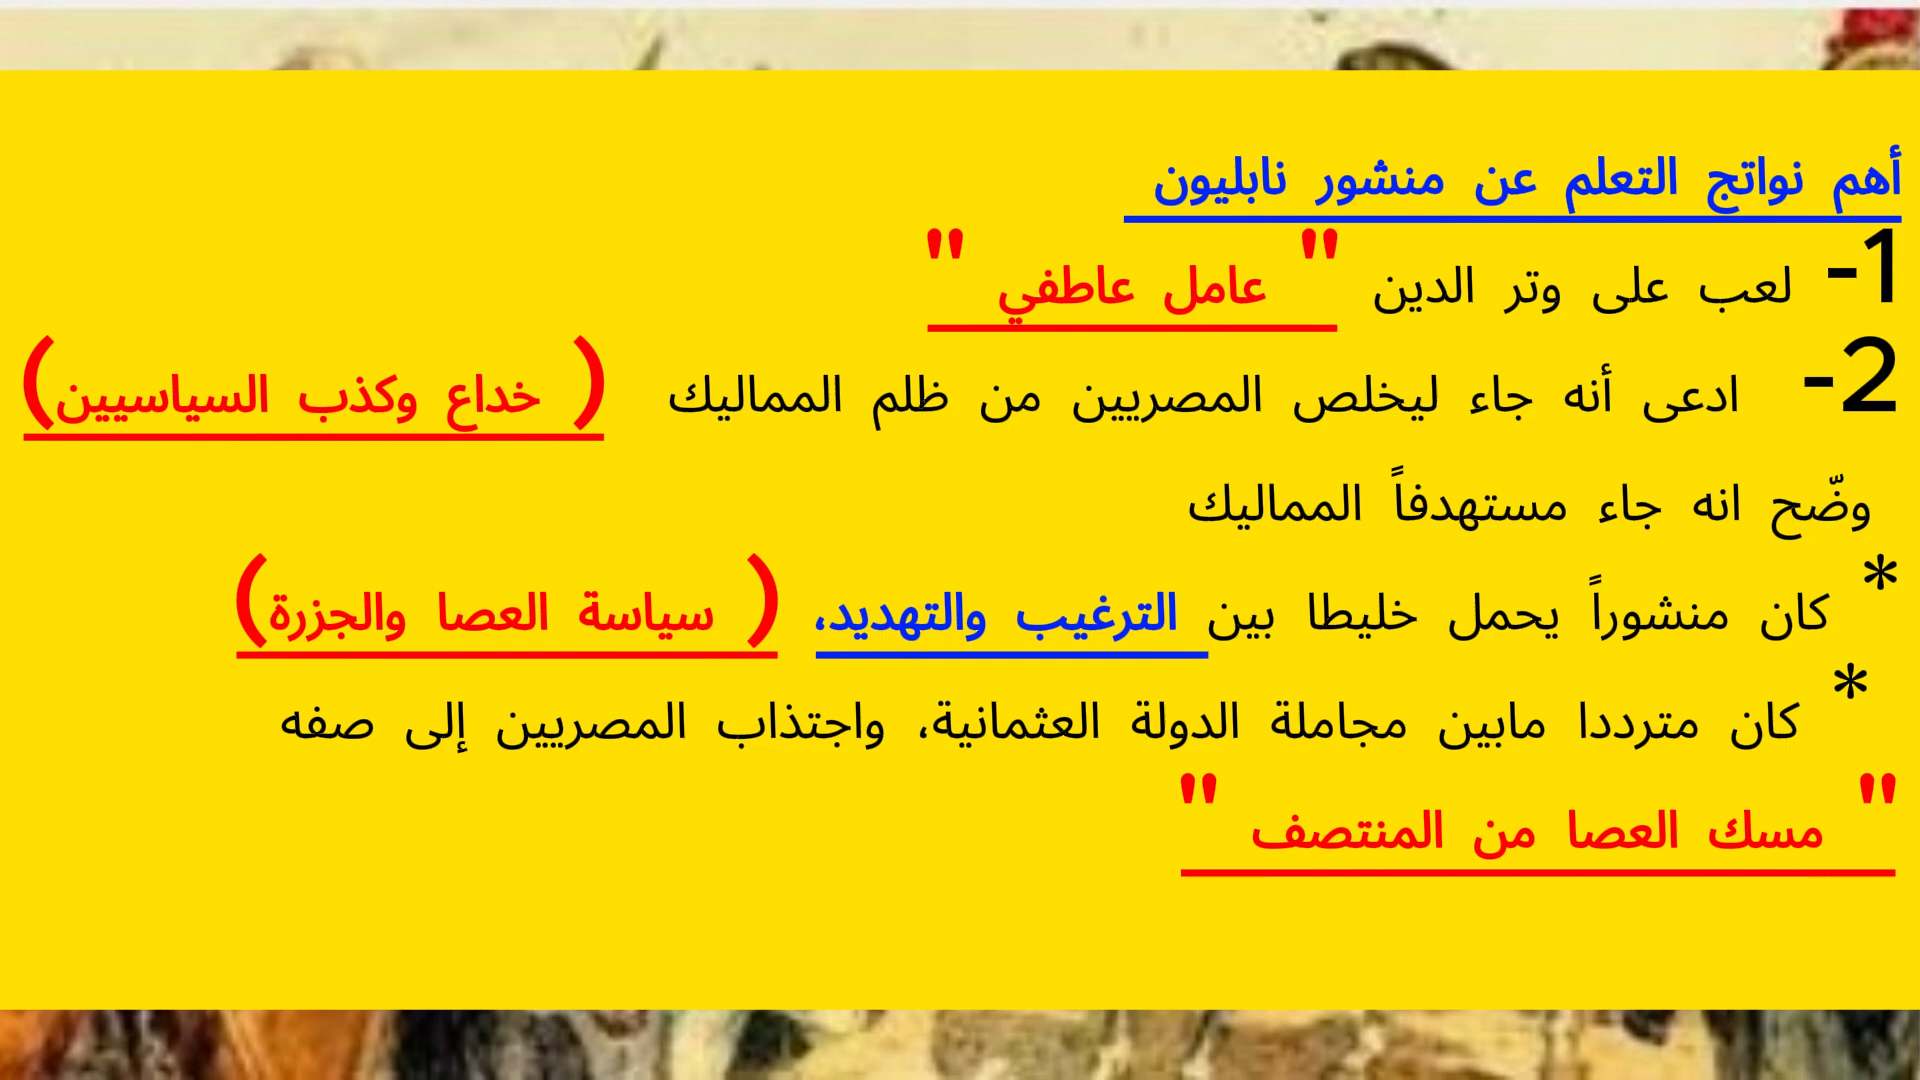 أهم نواتج التعلم عن منشور نابليون
1- لعب على وتر الدين " عامل عاطفي "
2- ادعى أنه جاء ليخلص المصريين من ظلم المماليك ( خداع وكذب السياسيين)
وضّح انه جاء مستهدفاً المماليك
* كان منشوراً يحمل خليطا بين الترغيب والتهديد، ( سياسة العصا والجزرة)
* كان مترددا مابين مجاملة الدولة العثمانية، واجتذاب المصريين إلى صفه
" مسك العصا من المنتصف "